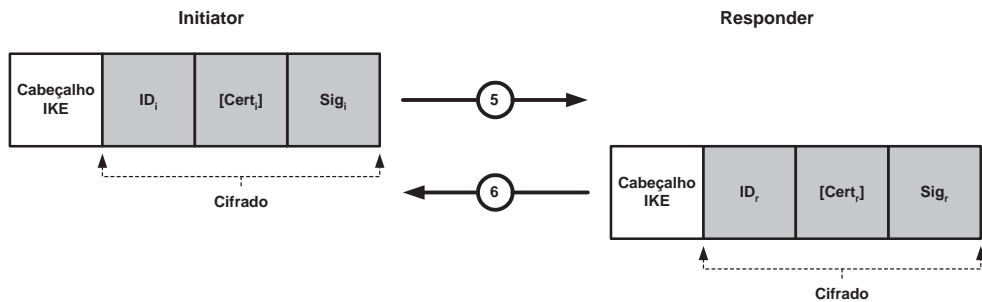 Initiator
Responder
Cabeçalho
IKE
IDi
[Certi]
Sigi
5
Cifrado
6
Cabeçalho
IKE
IDr
[Certr]
Sigr
Cifrado